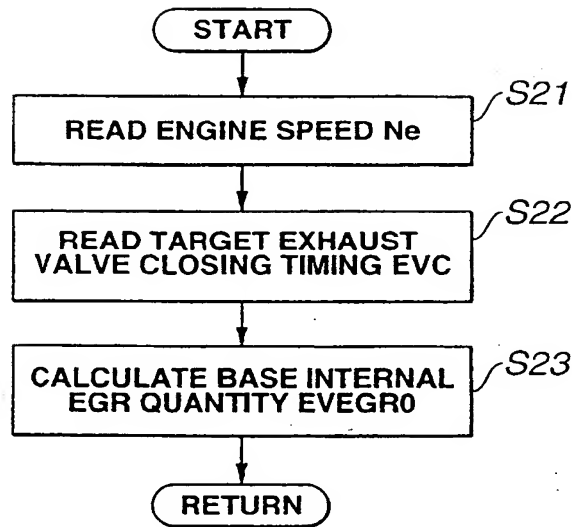 START
S21
READ ENGINE SPEED Ne
S22
READ TARGET EXHAUST
VALVE CLOSING TIMING EVC
S23
CALCULATE BASE INTERNAL
EGR QUANTITY EVEGR0
RETURN